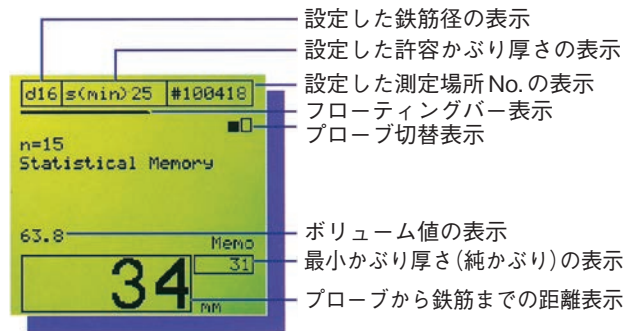 設定した鉄筋径の表示
設定した許容かぶり厚さの表示
設定した測定場所No.の表示
フローティングバー表示
プローブ切替表示
d16 s(min)25 #100418
n=15
Statistical Memory
63.8
ボリューム値の表示
Memo
31
最小かぶり厚さ(純かぶり)の表示
34 MM
プローブから鉄筋までの距離表示